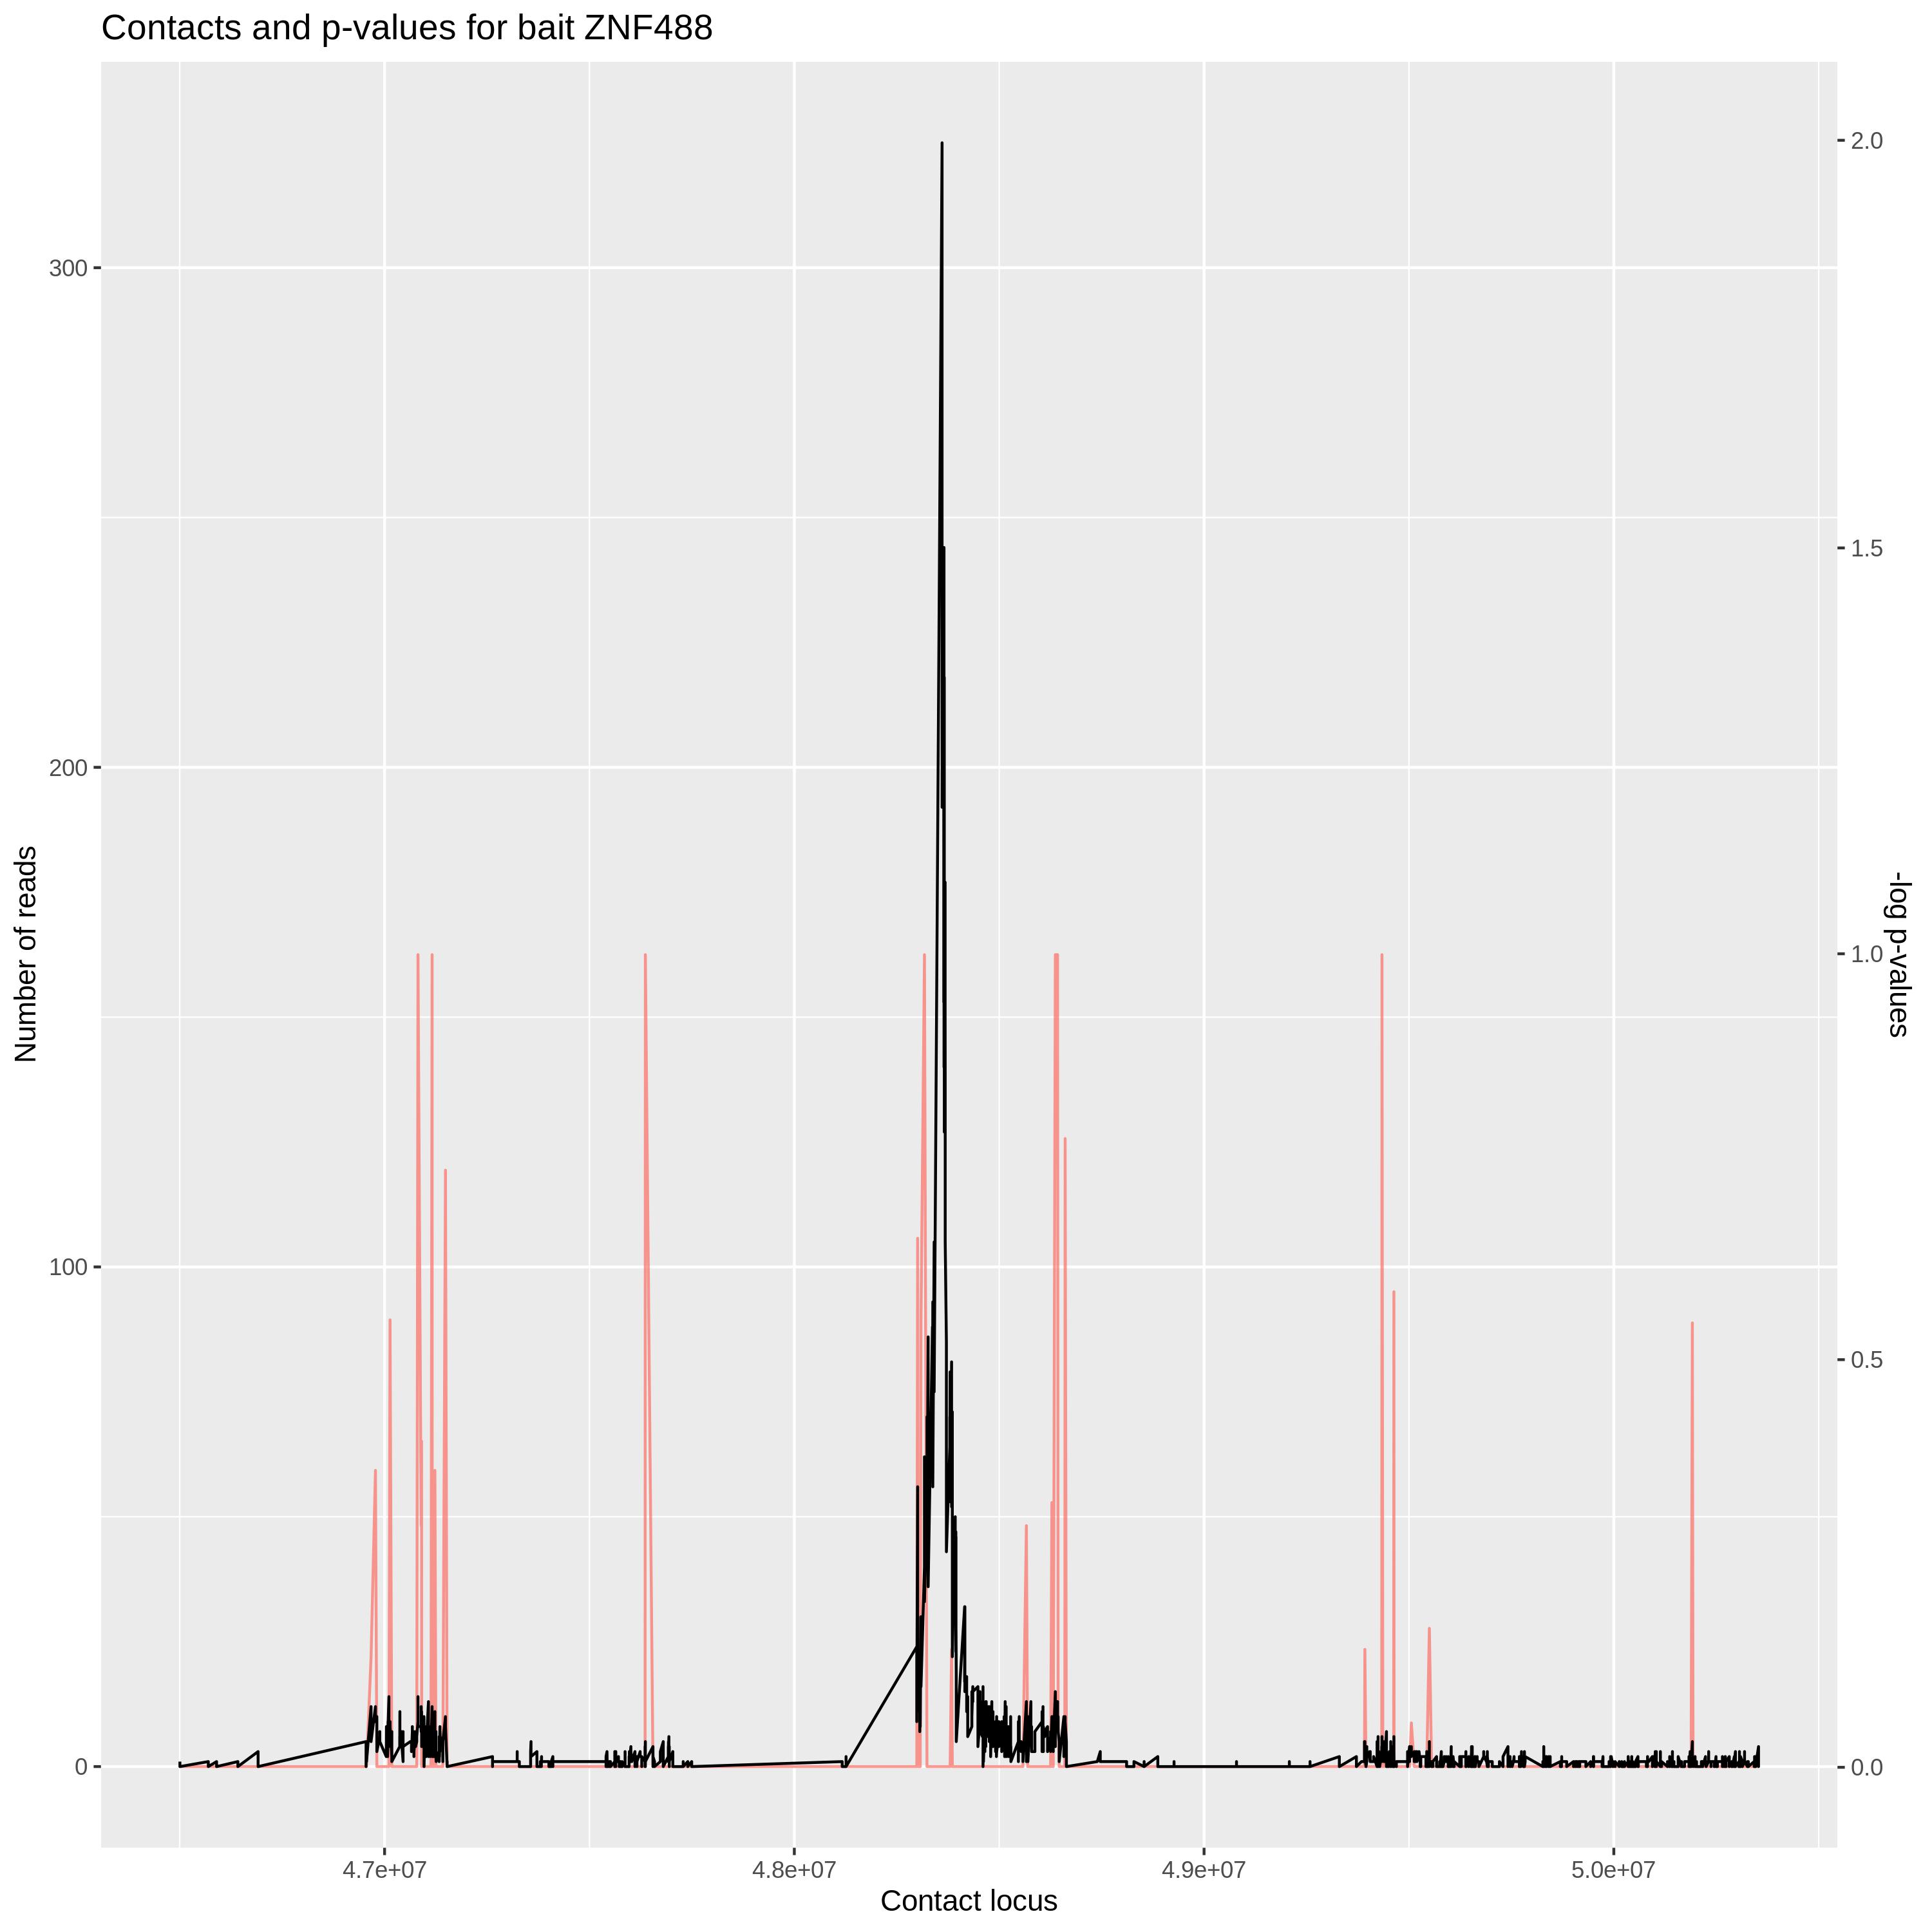 Contacts and p-values for bait ZNF488
Number of reads
300
200
100
0
2.0
1.5
1.0
0.5
0.0
-log p-values
4.7e+07 4.8e+07 4.9e+07 5.0e+07
Contact locus